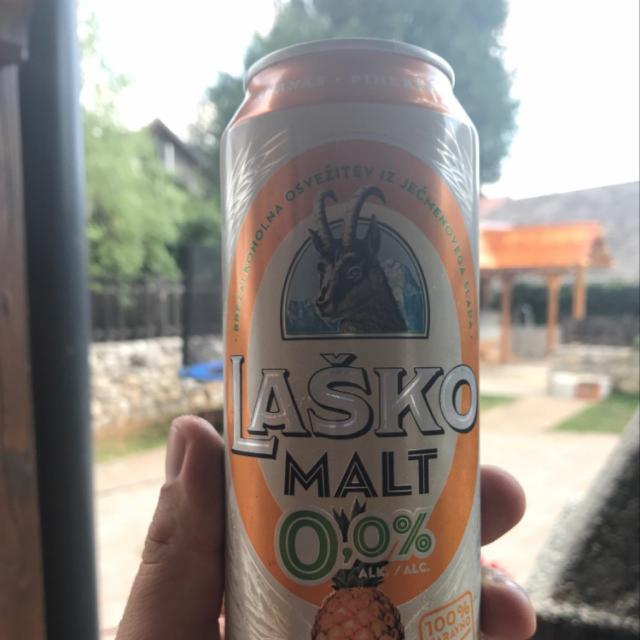 BREZALKOHOLNA OSVEŽITEV IZ JEČMENOVEGA SLADA
LAŠKO
MALT
0,0%
ALK. / ALC.
100%